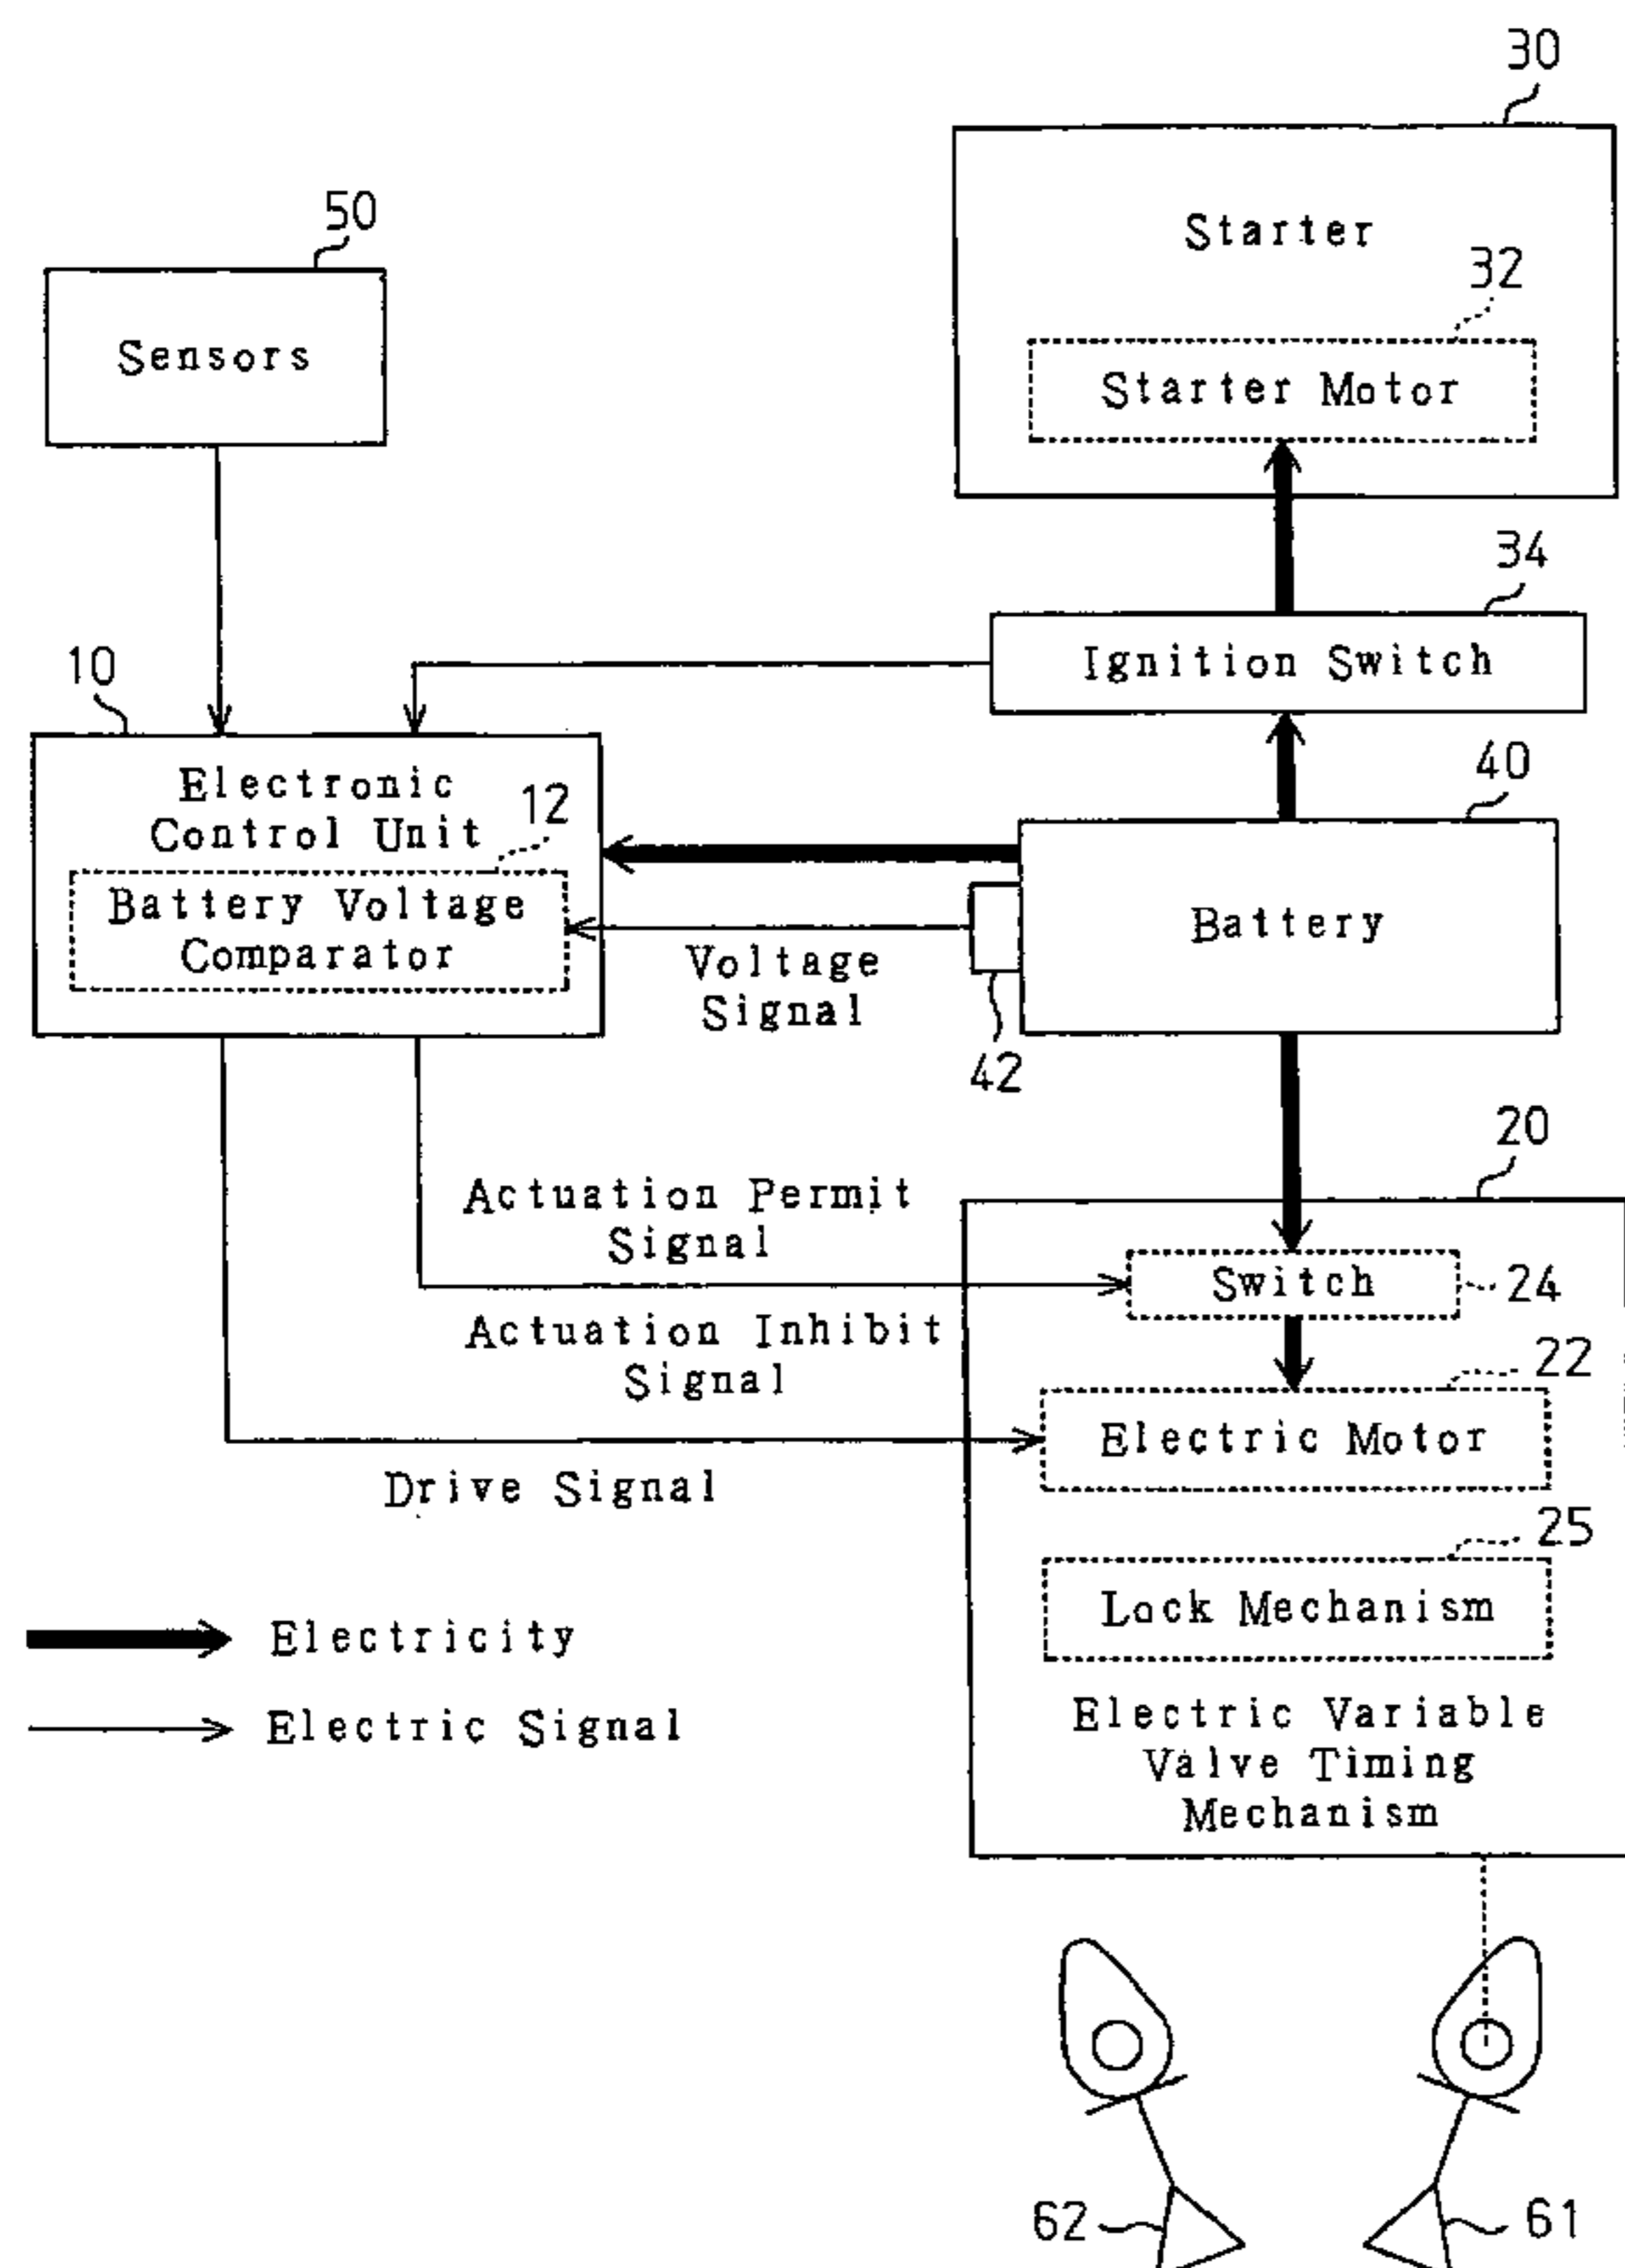 30
Starter
32
Starter Motor
50
Sensors
34
Ignition Switch
10
Electronic
Control Unit
12
Battery Voltage
Comparator
40
Battery
Voltage
Signal
42
20
Actuation Permit
Signal
Switch
24
Actuation Inhibit
Signal
22
Electric Motor
Drive Signal
25
Lock Mechanism
Electricity
Electric Signal
Electric Variable
Valve Timing
Mechanism
62
61